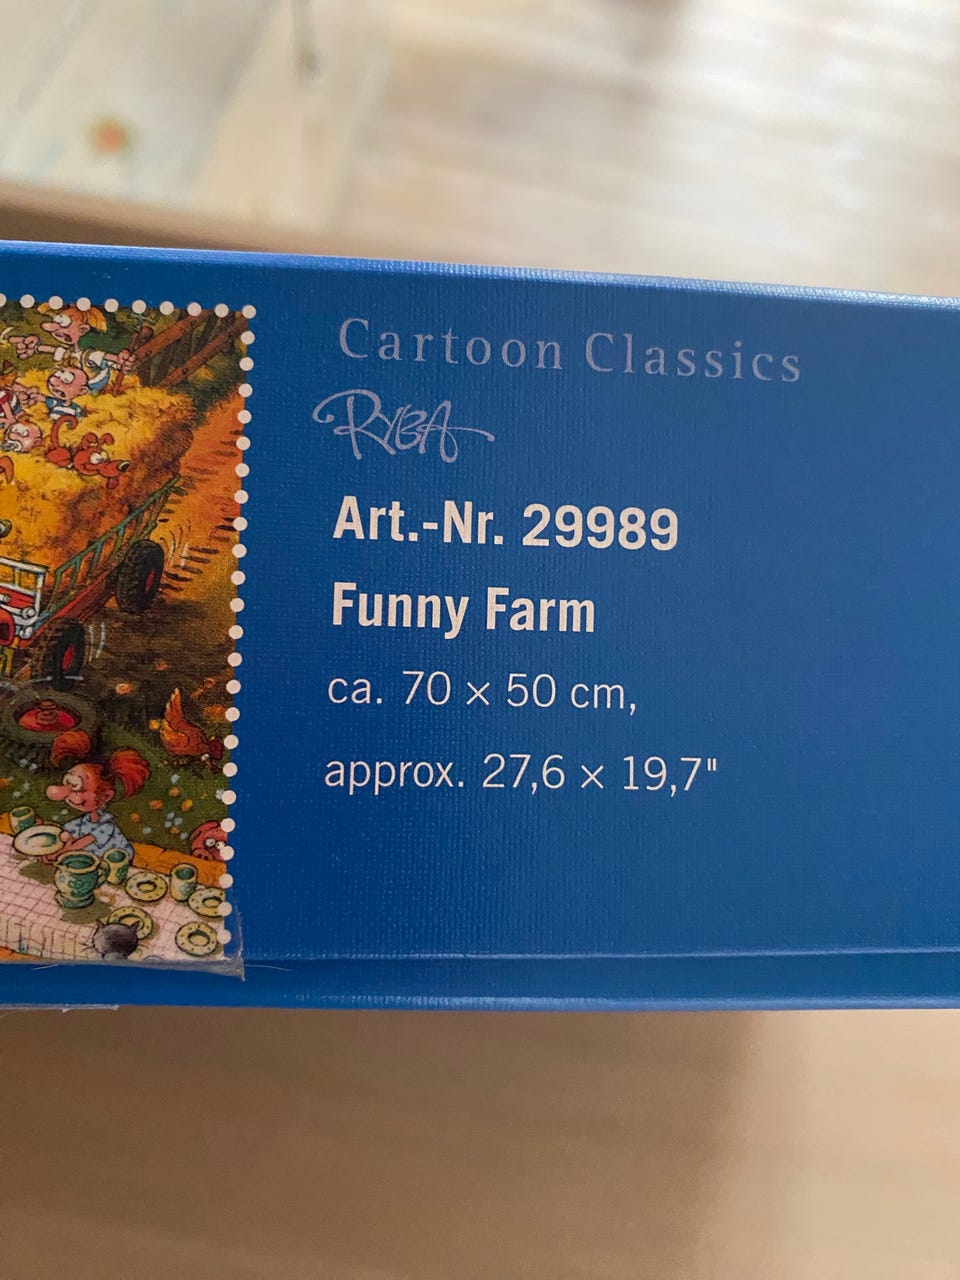 Cartoon Classics
RYBA
Art.-Nr. 29989
Funny Farm
ca. 70 × 50 cm,
approx. 27,6 × 19,7"